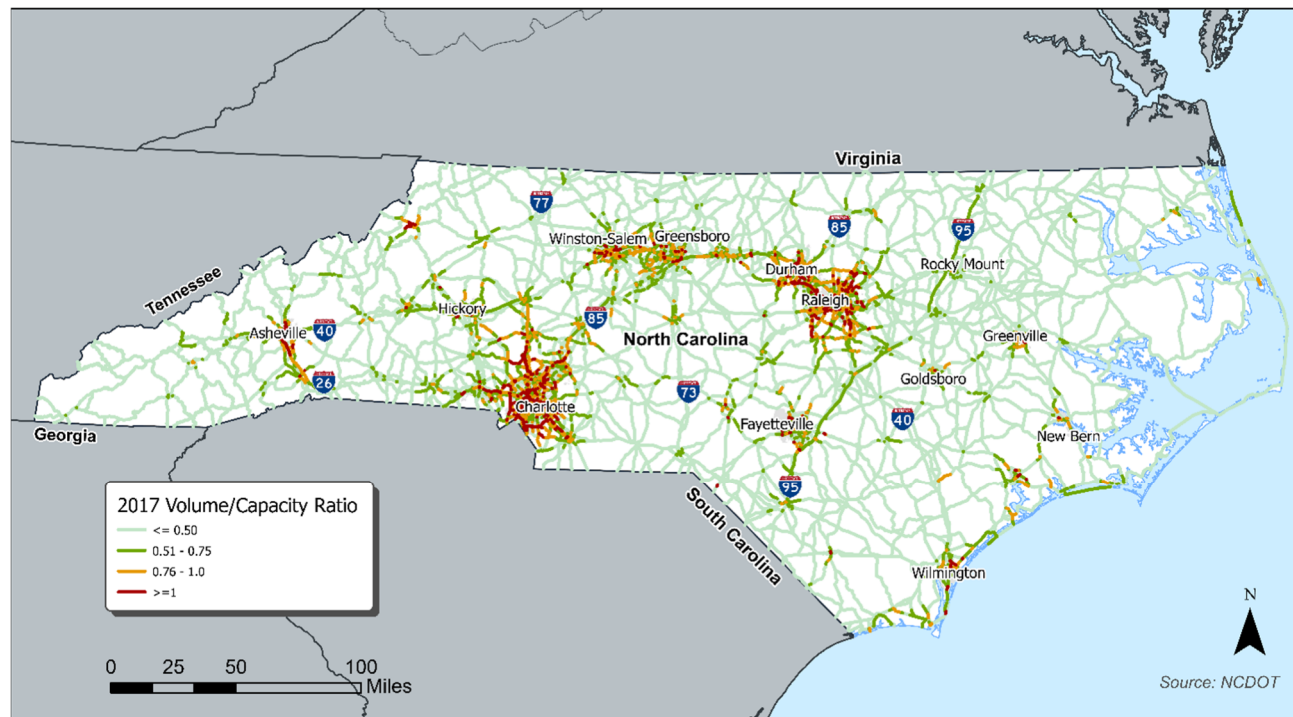 Virginia
77
85
95
Winston-Salem
Greensboro
Durham
Rocky Mount
Raleigh
Tennessee
Hickory
85
Asheville
40
North Carolina
Greenville
26
73
Goldsboro
Charlotte
Fayetteville
40
Georgia
New Bern
95
South Carolina
Wilmington
2017 Volume/Capacity Ratio
<= 0.50
0.51 - 0.75
0.76 - 1.0
>=1
N
0 25 50 100
Miles
Source: NCDOT